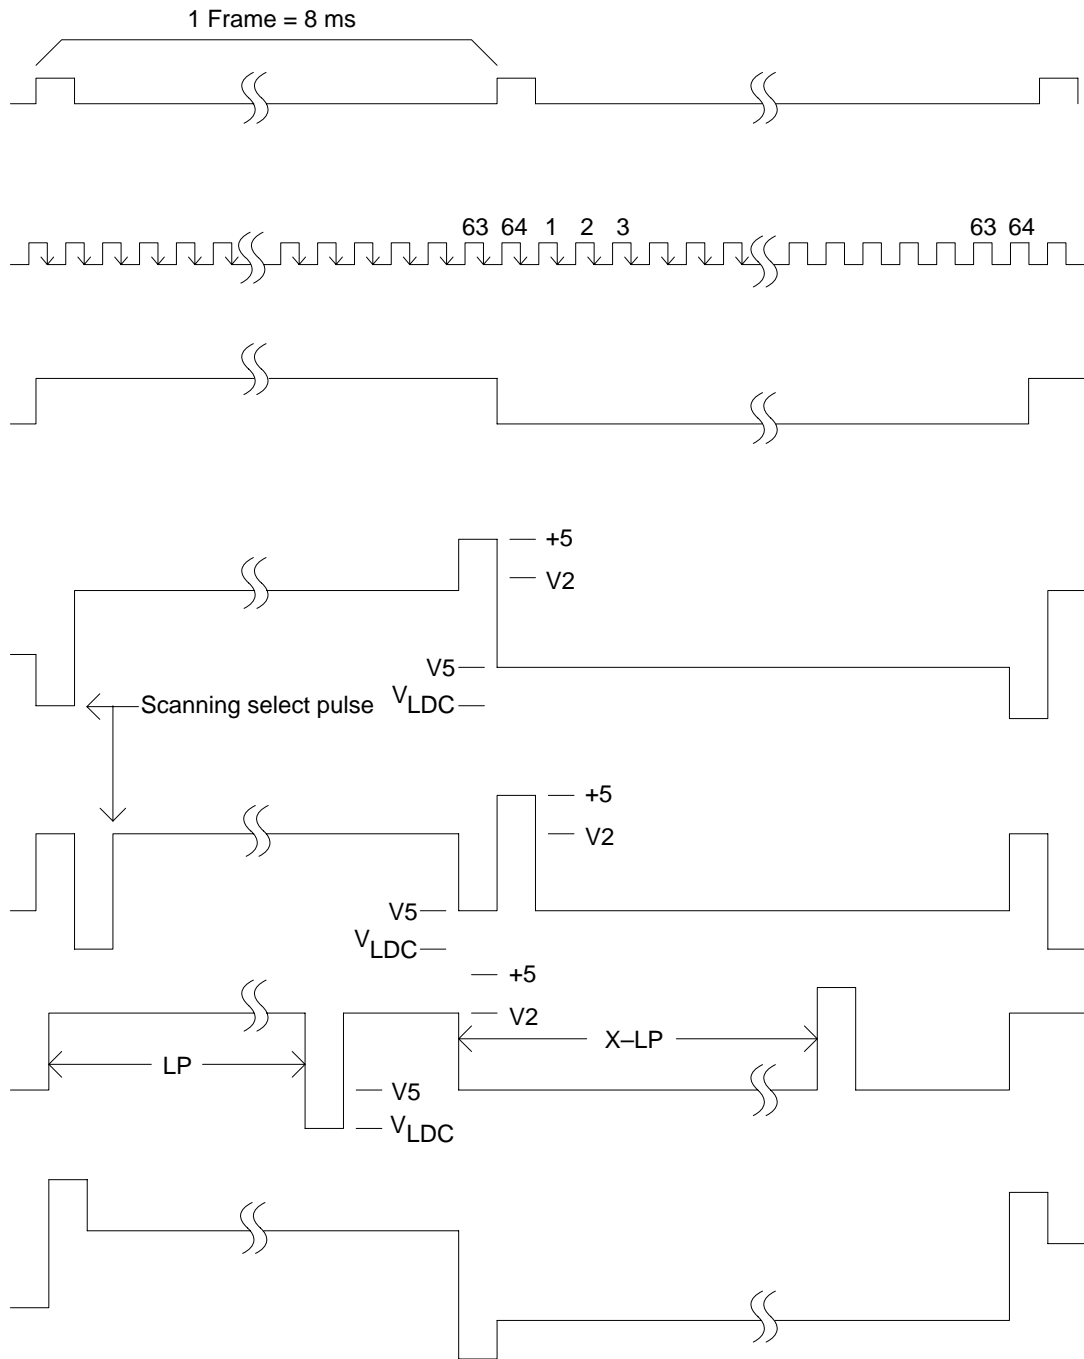 1 Frame = 8 ms
63 64 1 2 3 63 64
+5
V2
V5
VLDC
Scanning select pulse
+5
V2
V5
VLDC
+5
V2
X–LP
LP
V5
VLDC